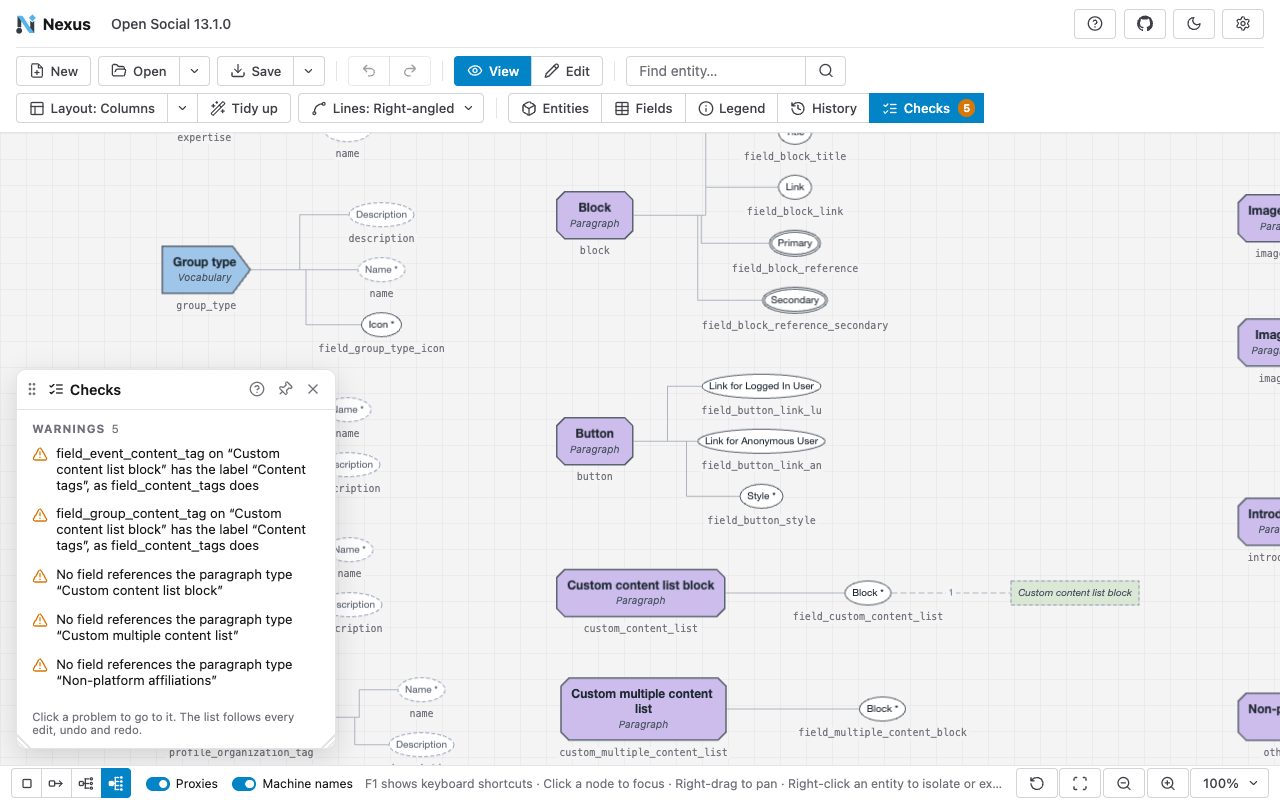 Nexus
Open Social 13.1.0
New
Open
Save
View
Edit
Find entity...
Layout: Columns
Tidy up
Lines: Right-angled
Entities
Fields
Legend
History
Checks 5
expertise
name
field_block_title
Link
field_block_link
Block
Paragraph
block
Primary
field_block_reference
Secondary
field_block_reference_secondary
Description
description
Group type
Vocabulary
group_type
Name *
name
Icon *
field_group_type_icon
Checks
WARNINGS 5
field_event_content_tag on “Custom
content list block” has the label “Content
tags”, as field_content_tags does
field_group_content_tag on “Custom
content list block” has the label “Content
tags”, as field_content_tags does
No field references the paragraph type
“Custom content list block”
No field references the paragraph type
“Custom multiple content list”
No field references the paragraph type
“Non-platform affiliations”
Click a problem to go to it. The list follows every
edit, undo and redo.
name
name
Name *
name
Description
profile_organization_tag
Link for Logged In User
field_button_link_lu
Button
Paragraph
button
Link for Anonymous User
field_button_link_an
Style *
field_button_style
Custom content list block
Paragraph
custom_content_list
Block *
field_custom_content_list
1
Custom content list block
Custom multiple content
list
Paragraph
custom_multiple_content_list
Block *
field_multiple_content_block
Proxies
Machine names
F1 shows keyboard shortcuts · Click a node to focus · Right-drag to pan · Right-click an entity to isolate or ex...
100%